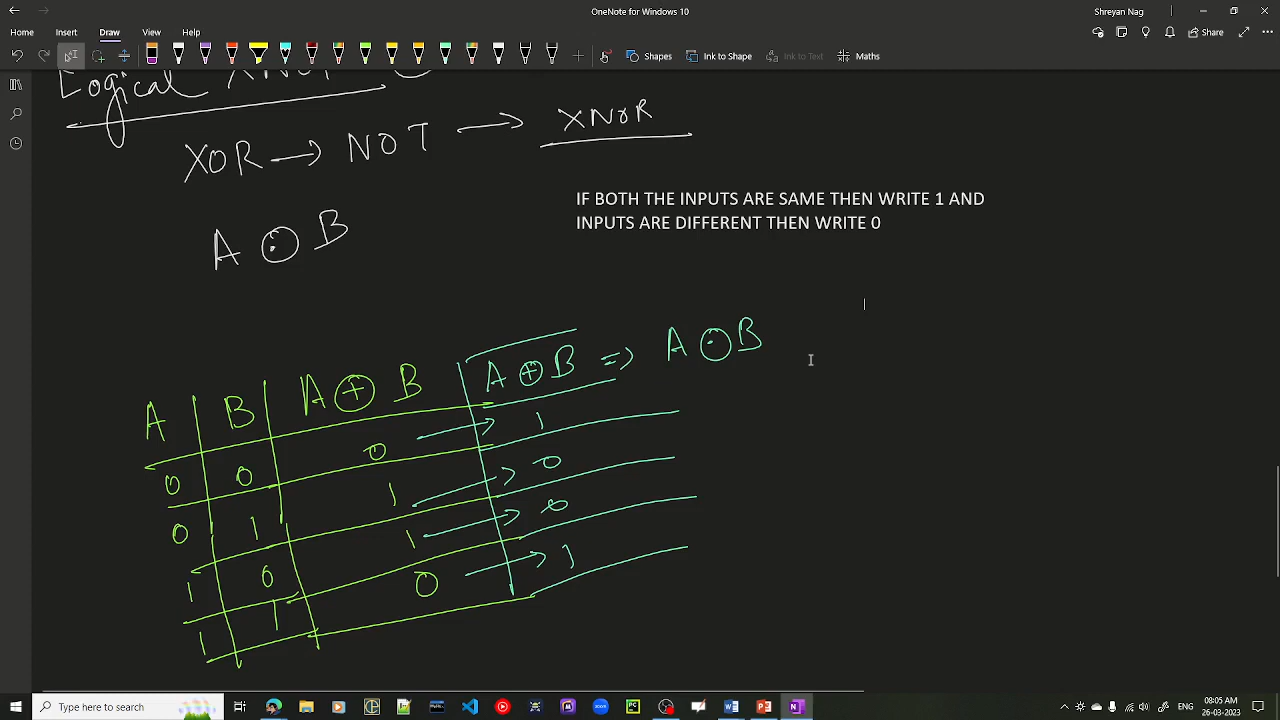 OneNote for Windows 10
Shreyan Nag
Home Insert Draw View Help
Share
Shapes Ink to Shape Ink to Text Maths
Logical XNOR
XOR → NOT → XNOR
IF BOTH THE INPUTS ARE SAME THEN WRITE 1 AND
INPUTS ARE DIFFERENT THEN WRITE 0
A ⊙ B
A B A ⊕ B A ⊕ B => A ⊙ B
0 0 0 → 1
0 1 1 → 0
1 0 1 → 0
1 1 0 → 1
Type here to search
zoom
ENG
08:05 AM
26-03-2023